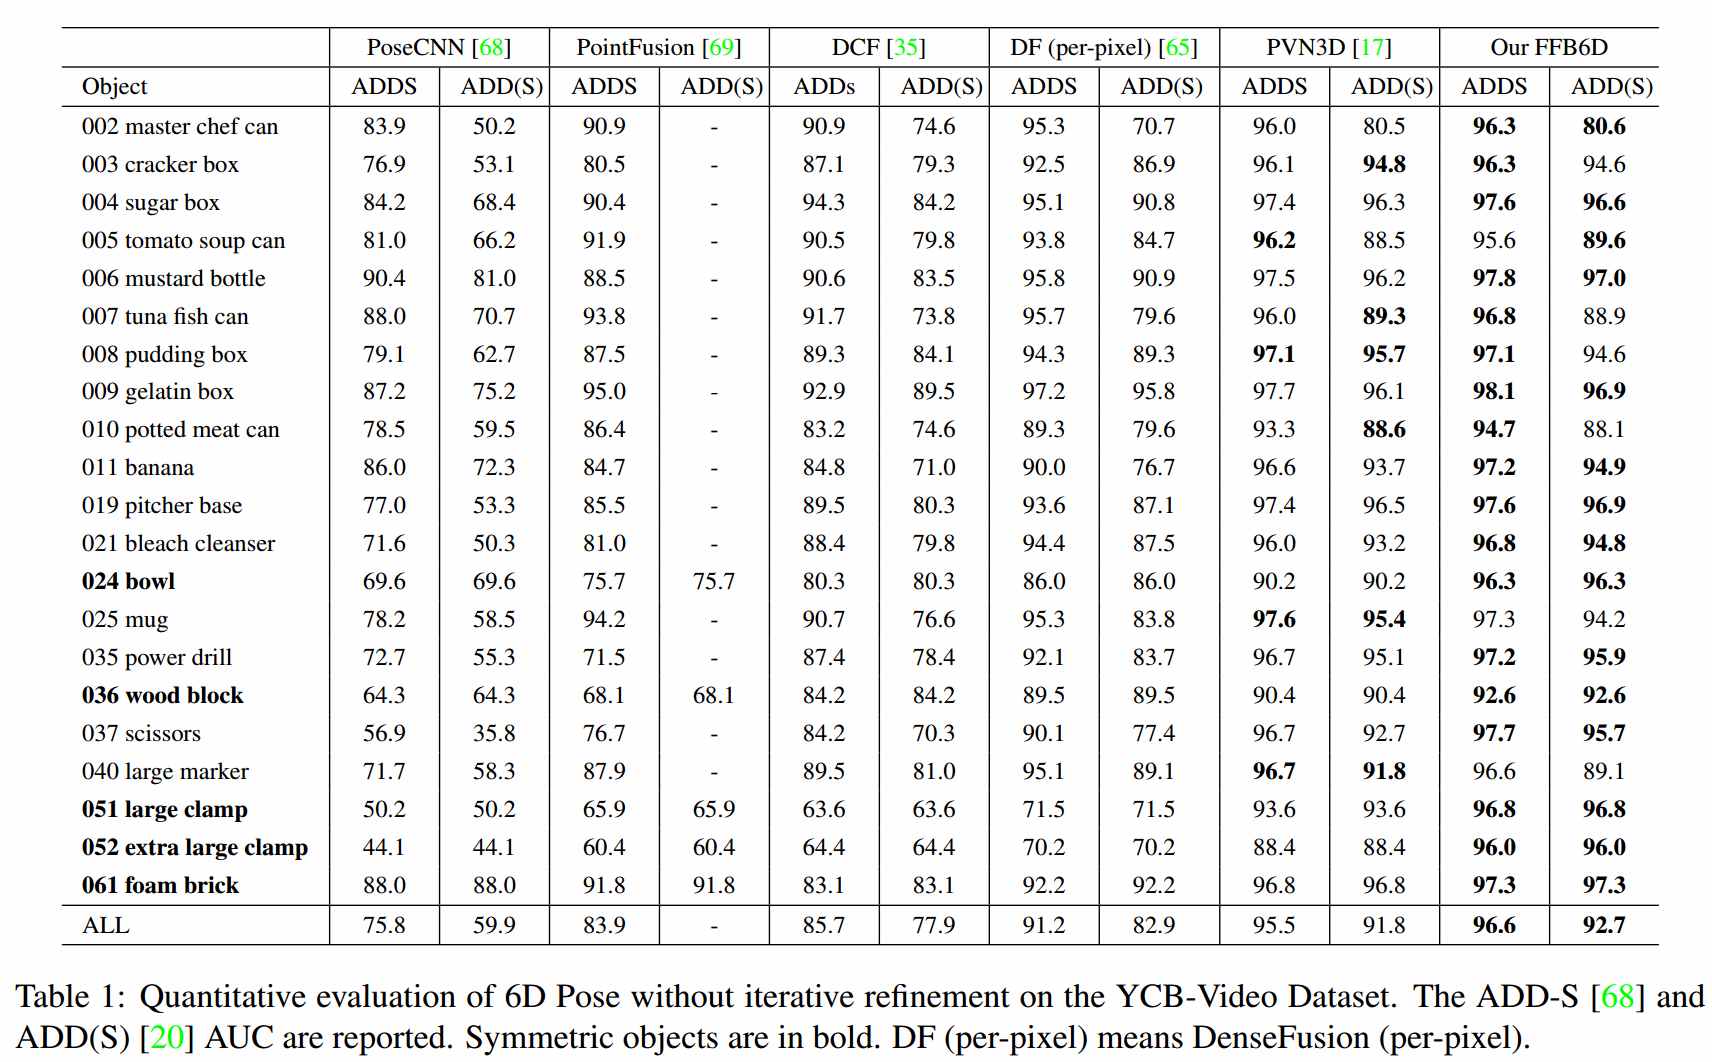 PoseCNN [68] PointFusion [69] DCF [35] DF (per-pixel) [65] PVN3D [17] Our FFB6D
Object ADDS ADD(S) ADDS ADD(S) ADDs ADD(S) ADDS ADD(S) ADDS ADD(S) ADDS ADD(S)
002 master chef can 83.9 50.2 90.9 - 90.9 74.6 95.3 70.7 96.0 80.5 96.3 80.6
003 cracker box 76.9 53.1 80.5 - 87.1 79.3 92.5 86.9 96.1 94.8 96.3 94.6
004 sugar box 84.2 68.4 90.4 - 94.3 84.2 95.1 90.8 97.4 96.3 97.6 96.6
005 tomato soup can 81.0 66.2 91.9 - 90.5 79.8 93.8 84.7 96.2 88.5 95.6 89.6
006 mustard bottle 90.4 81.0 88.5 - 90.6 83.5 95.8 90.9 97.5 96.2 97.8 97.0
007 tuna fish can 88.0 70.7 93.8 - 91.7 73.8 95.7 79.6 96.0 89.3 96.8 88.9
008 pudding box 79.1 62.7 87.5 - 89.3 84.1 94.3 89.3 97.1 95.7 97.1 94.6
009 gelatin box 87.2 75.2 95.0 - 92.9 89.5 97.2 95.8 97.7 96.1 98.1 96.9
010 potted meat can 78.5 59.5 86.4 - 83.2 74.6 89.3 79.6 93.3 88.6 94.7 88.1
011 banana 86.0 72.3 84.7 - 84.8 71.0 90.0 76.7 96.6 93.7 97.2 94.9
019 pitcher base 77.0 53.3 85.5 - 89.5 80.3 93.6 87.1 97.4 96.5 97.6 96.9
021 bleach cleanser 71.6 50.3 81.0 - 88.4 79.8 94.4 87.5 96.0 93.2 96.8 94.8
024 bowl 69.6 69.6 75.7 75.7 80.3 80.3 86.0 86.0 90.2 90.2 96.3 96.3
025 mug 78.2 58.5 94.2 - 90.7 76.6 95.3 83.8 97.6 95.4 97.3 94.2
035 power drill 72.7 55.3 71.5 - 87.4 78.4 92.1 83.7 96.7 95.1 97.2 95.9
036 wood block 64.3 64.3 68.1 68.1 84.2 84.2 89.5 89.5 90.4 90.4 92.6 92.6
037 scissors 56.9 35.8 76.7 - 84.2 70.3 90.1 77.4 96.7 92.7 97.7 95.7
040 large marker 71.7 58.3 87.9 - 89.5 81.0 95.1 89.1 96.7 91.8 96.6 89.1
051 large clamp 50.2 50.2 65.9 65.9 63.6 63.6 71.5 71.5 93.6 93.6 96.8 96.8
052 extra large clamp 44.1 44.1 60.4 60.4 64.4 64.4 70.2 70.2 88.4 88.4 96.0 96.0
061 foam brick 88.0 88.0 91.8 91.8 83.1 83.1 92.2 92.2 96.8 96.8 97.3 97.3
ALL 75.8 59.9 83.9 - 85.7 77.9 91.2 82.9 95.5 91.8 96.6 92.7
Table 1: Quantitative evaluation of 6D Pose without iterative refinement on the YCB-Video Dataset. The ADD-S [68] and
ADD(S) [20] AUC are reported. Symmetric objects are in bold. DF (per-pixel) means DenseFusion (per-pixel).